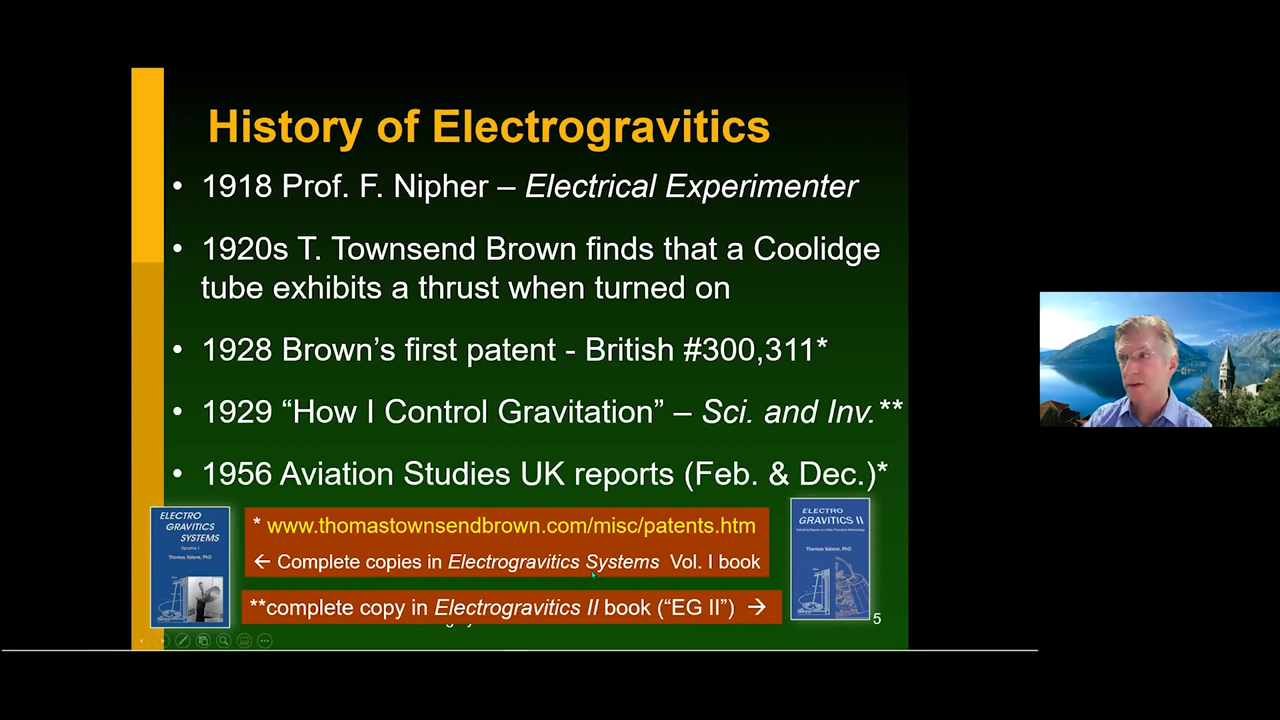 History of Electrogravitics
• 1918 Prof. F. Nipher – Electrical Experimenter
• 1920s T. Townsend Brown finds that a Coolidge
tube exhibits a thrust when turned on
• 1928 Brown’s first patent - British #300,311*
• 1929 “How I Control Gravitation” – Sci. and Inv.**
• 1956 Aviation Studies UK reports (Feb. & Dec.)*
ELECTRO
GRAVITICS
SYSTEMS
Volume I
Thomas Valone, PhD
* www.thomastownsendbrown.com/misc/patents.htm
← Complete copies in Electrogravitics Systems Vol. I book
**complete copy in Electrogravitics II book (“EG II”) →
ELECTRO
GRAVITICS II
Thomas Valone, PhD
5